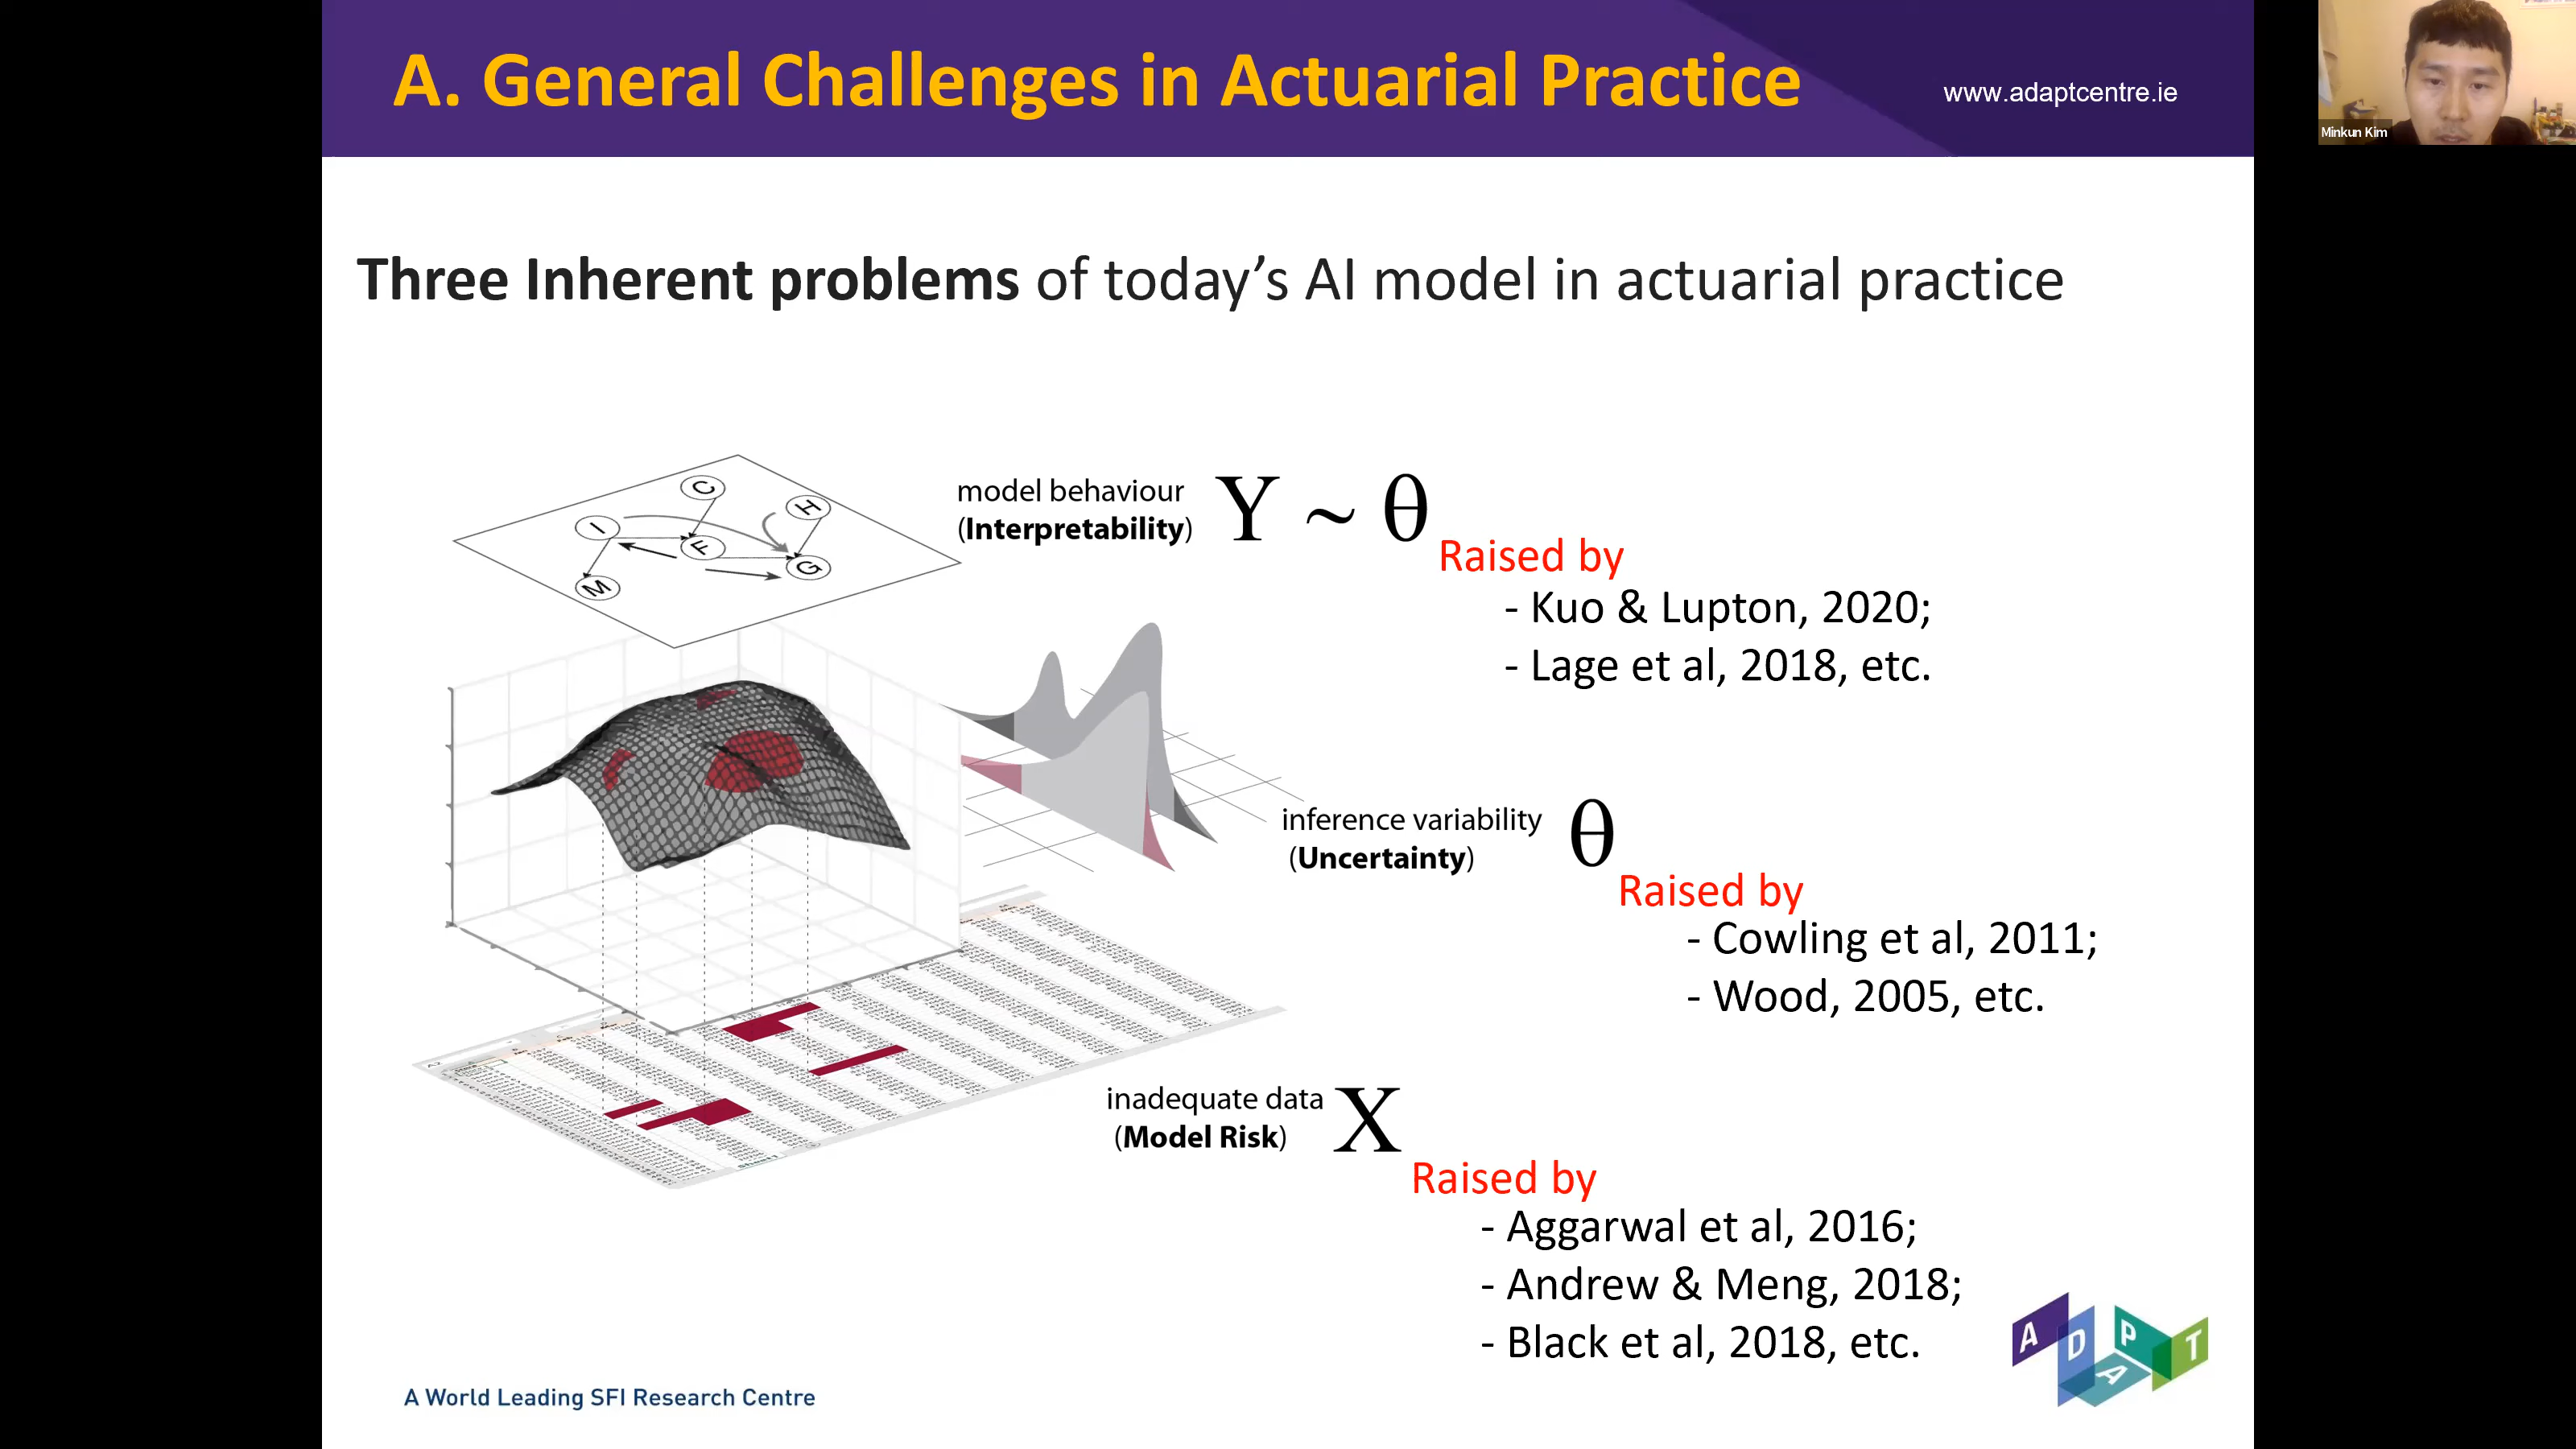 A. General Challenges in Actuarial Practice
www.adaptcentre.ie
Minkun Kim
Three Inherent problems of today’s AI model in actuarial practice
C
H
I
F
G
M
model behaviour
(Interpretability)
Y ~ θ
Raised by
- Kuo & Lupton, 2020;
- Lage et al, 2018, etc.
inference variability
(Uncertainty)
θ
Raised by
- Cowling et al, 2011;
- Wood, 2005, etc.
inadequate data
(Model Risk)
X
Raised by
- Aggarwal et al, 2016;
- Andrew & Meng, 2018;
- Black et al, 2018, etc.
A World Leading SFI Research Centre
ADAPT